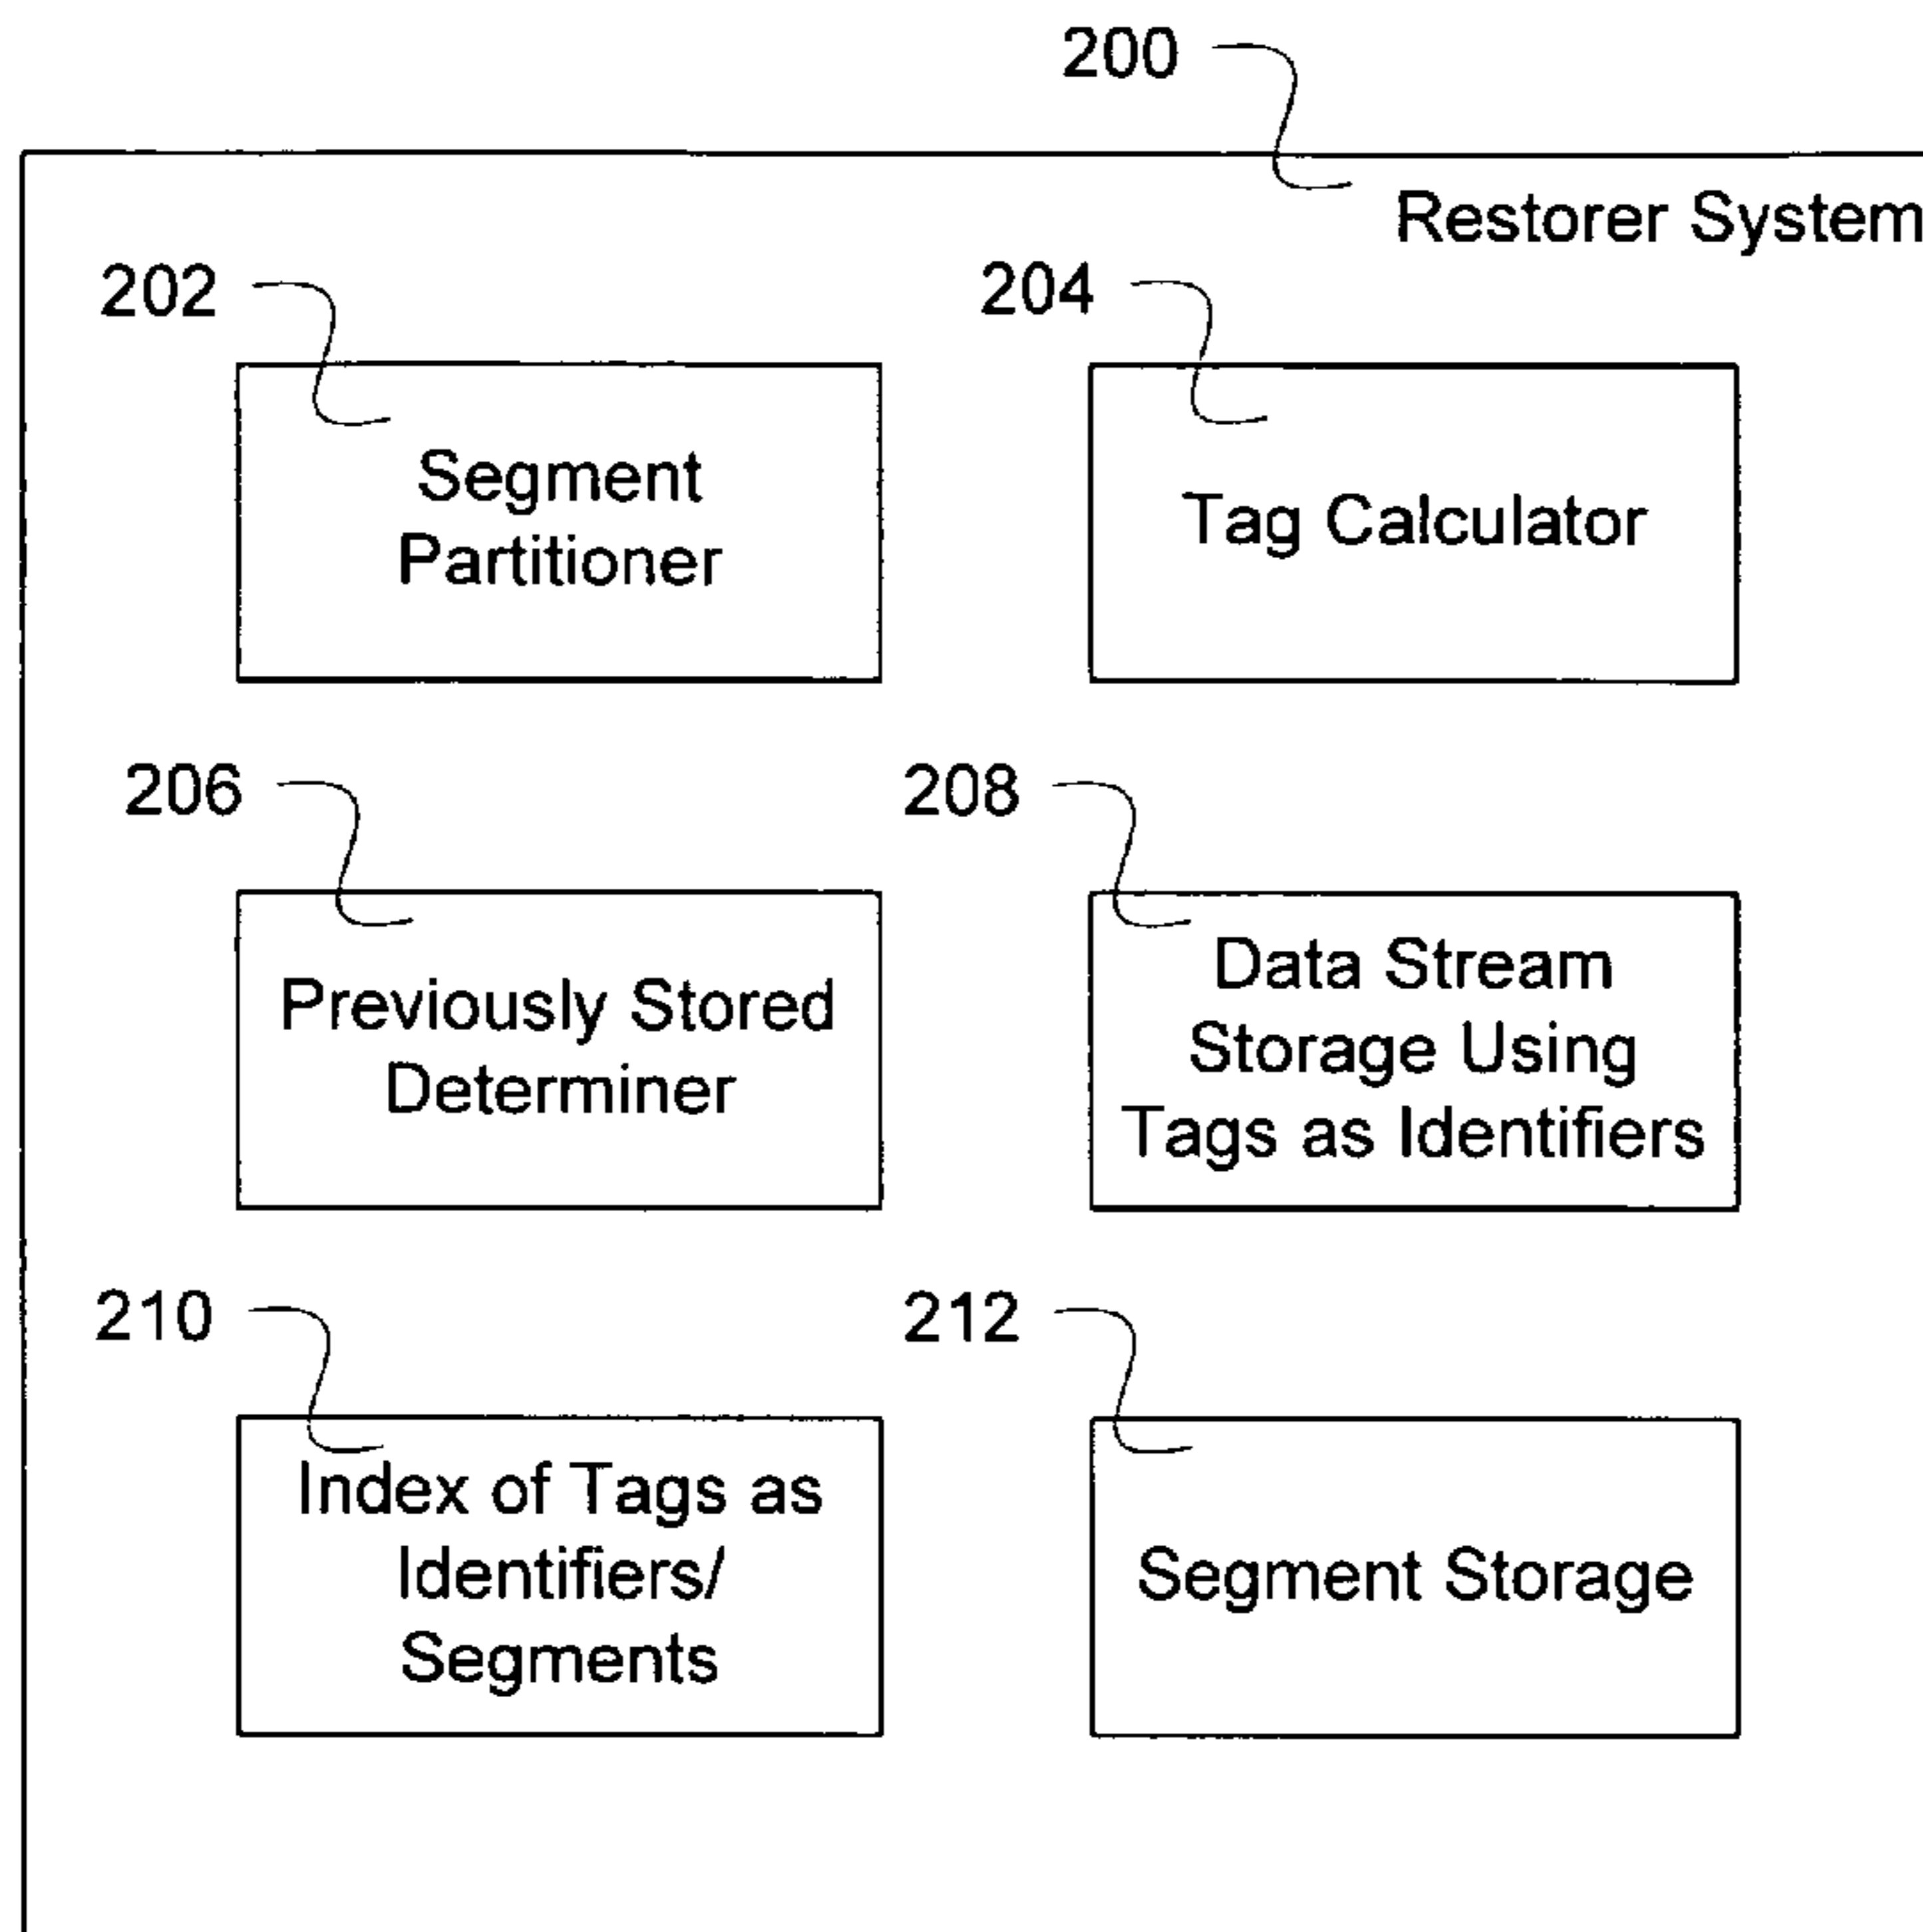 200
Restorer System
202
204
Segment
Partitioner
Tag Calculator
206
208
Previously Stored
Determiner
Data Stream
Storage Using
Tags as Identifiers
210
212
Index of Tags as
Identifiers/
Segments
Segment Storage